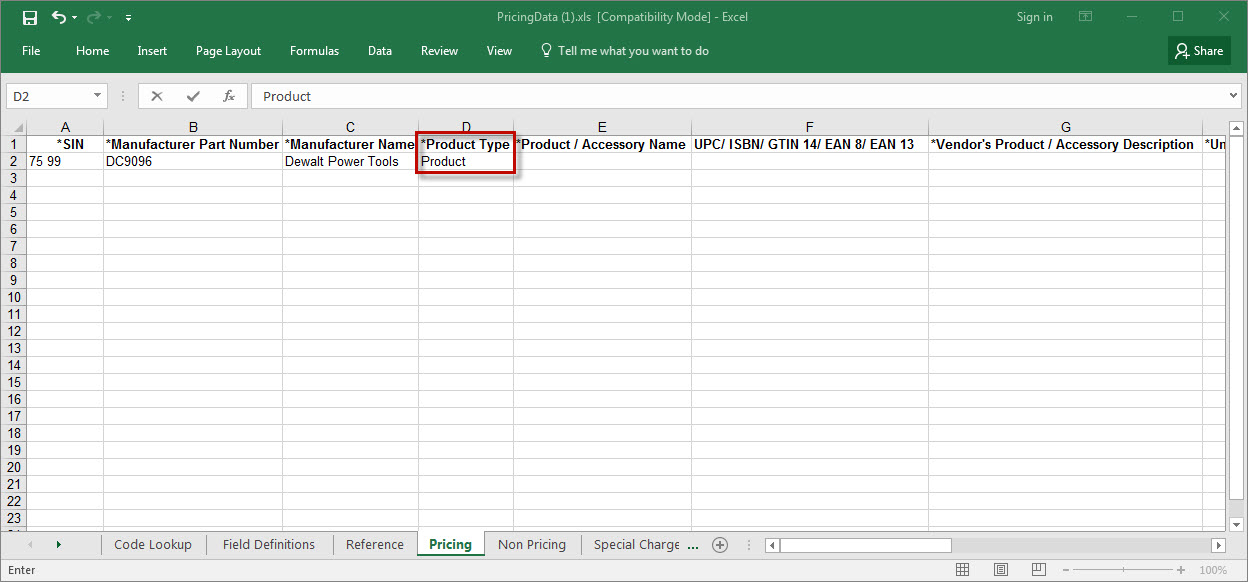 PricingData (1).xls [Compatibility Mode] - Excel
Sign in
File Home Insert Page Layout Formulas Data Review View Tell me what you want to do Share
D2 fx Product
A B C D E F G
1 *SIN *Manufacturer Part Number *Manufacturer Name *Product Type *Product / Accessory Name UPC/ ISBN/ GTIN 14/ EAN 8/ EAN 13 *Vendor's Product / Accessory Description *Un
2 75 99 DC9096 Dewalt Power Tools Product
3
4
5
6
7
8
9
10
11
12
13
14
15
16
17
18
19
20
21
22
23
Code Lookup Field Definitions Reference Pricing Non Pricing Special Charge ...
Enter 100%